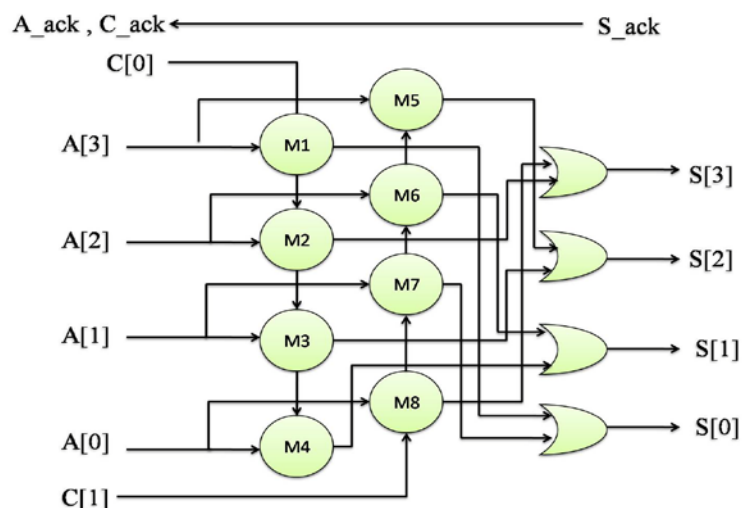 A_ack , C_ack
S_ack
C[0]
M5
A[3]
M1
S[3]
M6
A[2]
M2
S[2]
M7
A[1]
M3
S[1]
M8
A[0]
M4
S[0]
C[1]